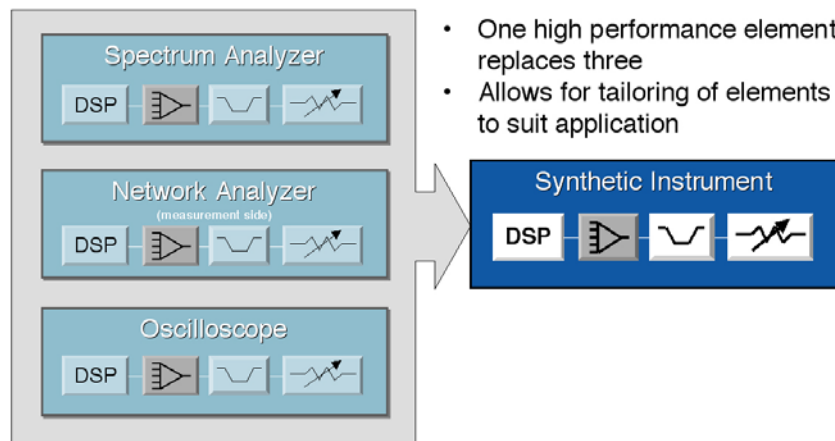 Spectrum Analyzer
DSP
Network Analyzer
(measurement side)
DSP
Oscilloscope
DSP
• One high performance element
replaces three
• Allows for tailoring of elements
to suit application
Synthetic Instrument
DSP